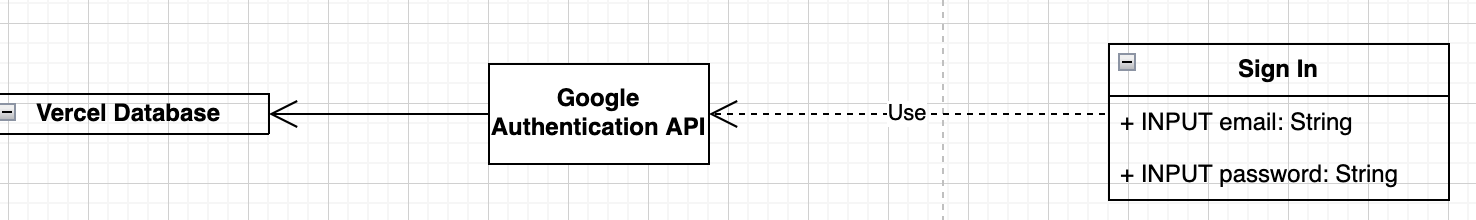 Vercel Database
Google
Authentication API
Use
Sign In
+ INPUT email: String
+ INPUT password: String